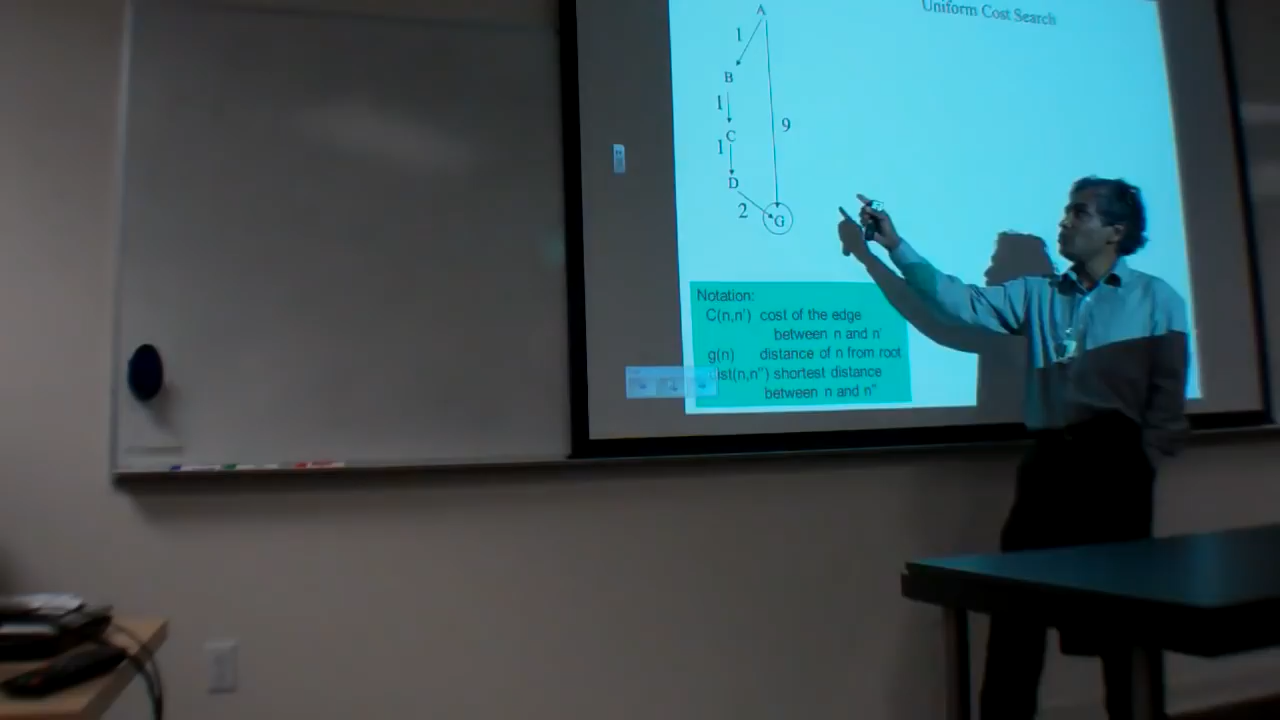 Uniform Cost Search
A
1
B
1
9
C
1
D
2
G
Notation:
C(n,n') cost of the edge
between n and n'
g(n) distance of n from root
dist(n,n'') shortest distance
between n and n''